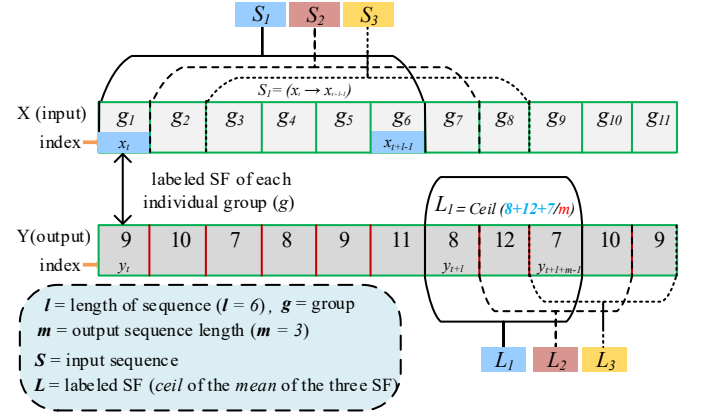 S1 S2 S3
S1 = (xt → xt+l-1)
X (input) g1 g2 g3 g4 g5 g6 g7 g8 g9 g10 g11
index xt xt+l-1
labeled SF of each
individual group (g)
L1 = Ceil (8+12+7/m)
Y(output) 9 10 7 8 9 11 8 12 7 10 9
index yt yt+l yt+l+m-1
l = length of sequence (l = 6), g = group
m = output sequence length (m = 3)
S = input sequence
L = labeled SF (ceil of the mean of the three SF)
L1 L2 L3